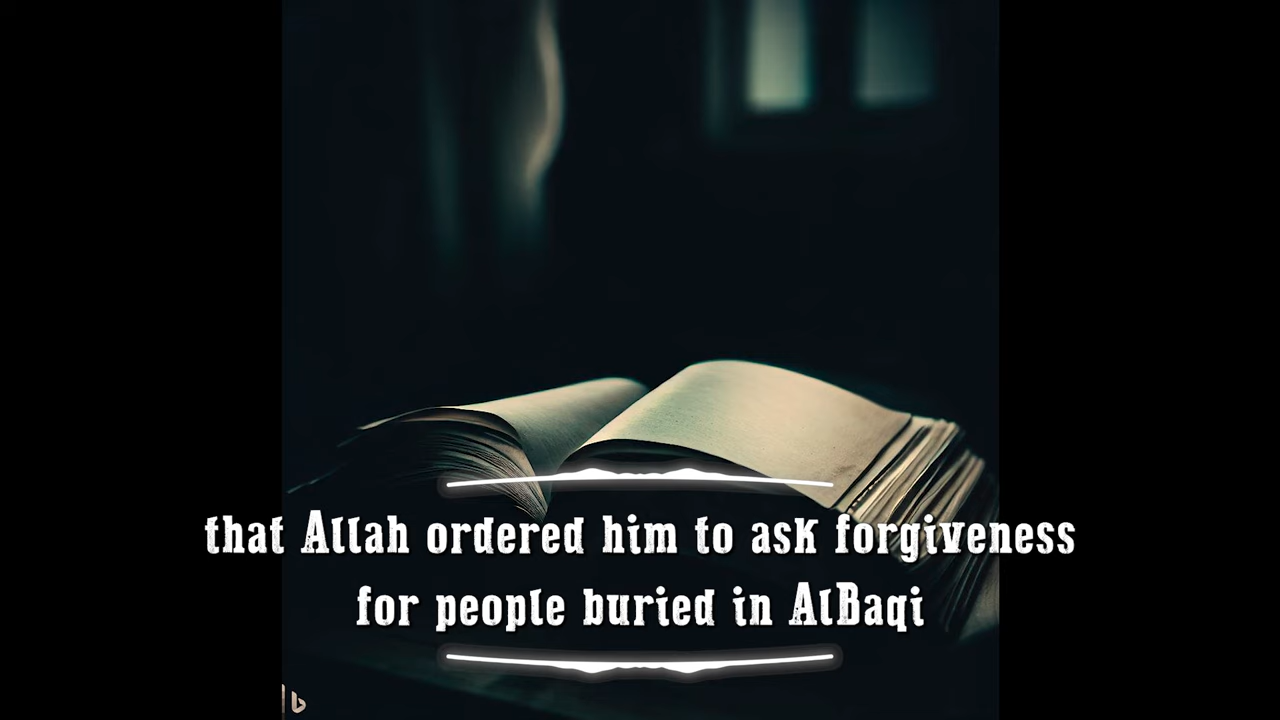 that Allah ordered him to ask forgiveness
for people buried in AlBaqi